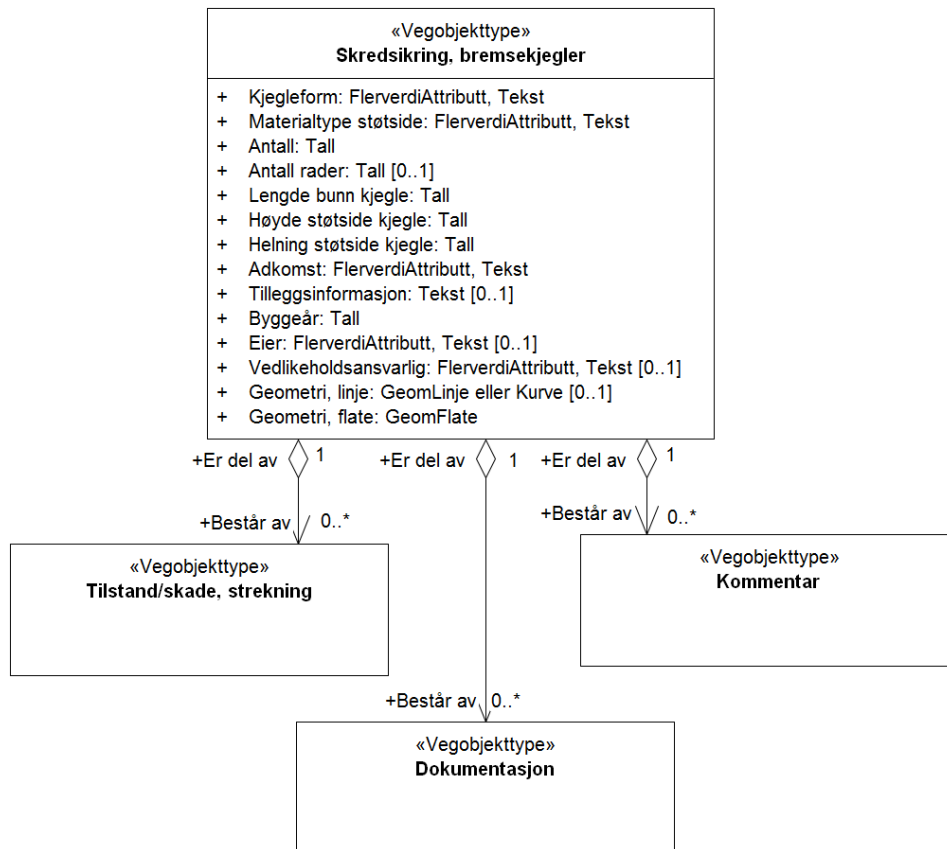 «Vegobjekttype»
Skredsikring, bremsekjegler
+ Kjegleform: FlerverdiAttributt, Tekst
+ Materialtype støtside: FlerverdiAttributt, Tekst
+ Antall: Tall
+ Antall rader: Tall [0..1]
+ Lengde bunn kjegle: Tall
+ Høyde støtside kjegle: Tall
+ Helning støtside kjegle: Tall
+ Adkomst: FlerverdiAttributt, Tekst
+ Tilleggsinformasjon: Tekst [0..1]
+ Byggeår: Tall
+ Eier: FlerverdiAttributt, Tekst [0..1]
+ Vedlikeholdsansvarlig: FlerverdiAttributt, Tekst [0..1]
+ Geometri, linje: GeomLinje eller Kurve [0..1]
+ Geometri, flate: GeomFlate
+Er del av 1 +Er del av 1 +Er del av 1
+Består av 0..* +Består av 0..*
«Vegobjekttype»
Tilstand/skade, strekning
«Vegobjekttype»
Kommentar
+Består av 0..*
«Vegobjekttype»
Dokumentasjon